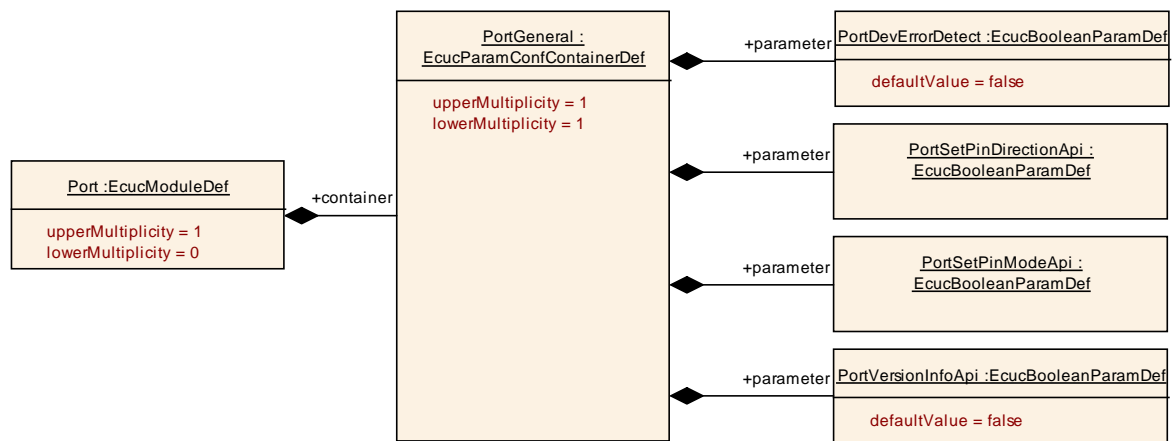 Port :EcucModuleDef
upperMultiplicity = 1
lowerMultiplicity = 0
+container
PortGeneral :
EcucParamConfContainerDef
upperMultiplicity = 1
lowerMultiplicity = 1
+parameter
PortDevErrorDetect :EcucBooleanParamDef
defaultValue = false
+parameter
PortSetPinDirectionApi :
EcucBooleanParamDef
+parameter
PortSetPinModeApi :
EcucBooleanParamDef
+parameter
PortVersionInfoApi :EcucBooleanParamDef
defaultValue = false